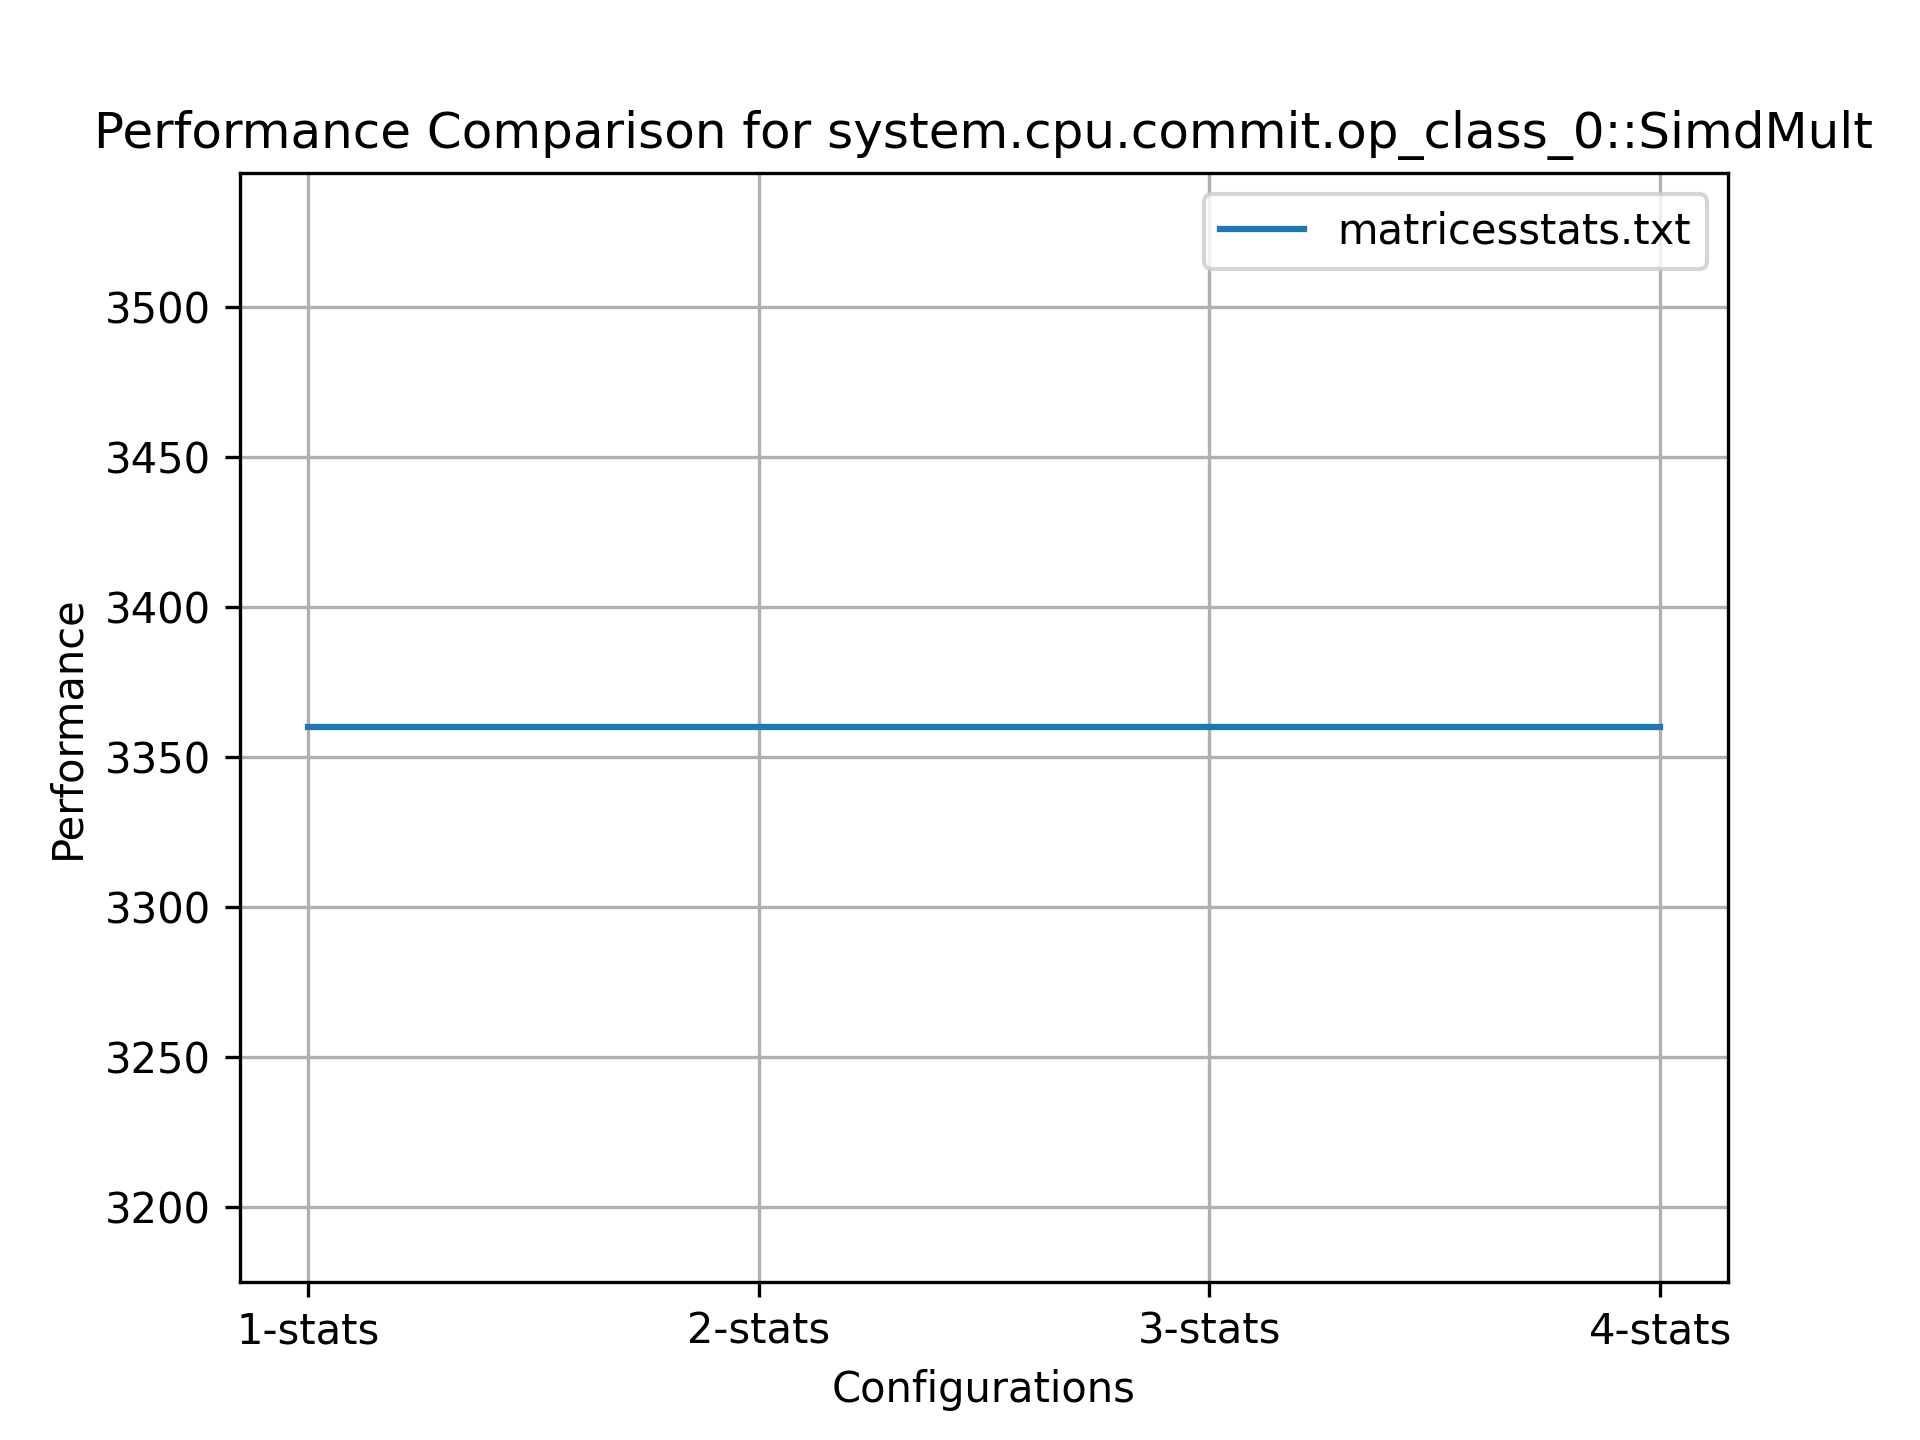 Performance Comparison for system.cpu.commit.op_class_0::SimdMult
matricesstats.txt
Performance
3500
3450
3400
3350
3300
3250
3200
1-stats 2-stats 3-stats 4-stats
Configurations